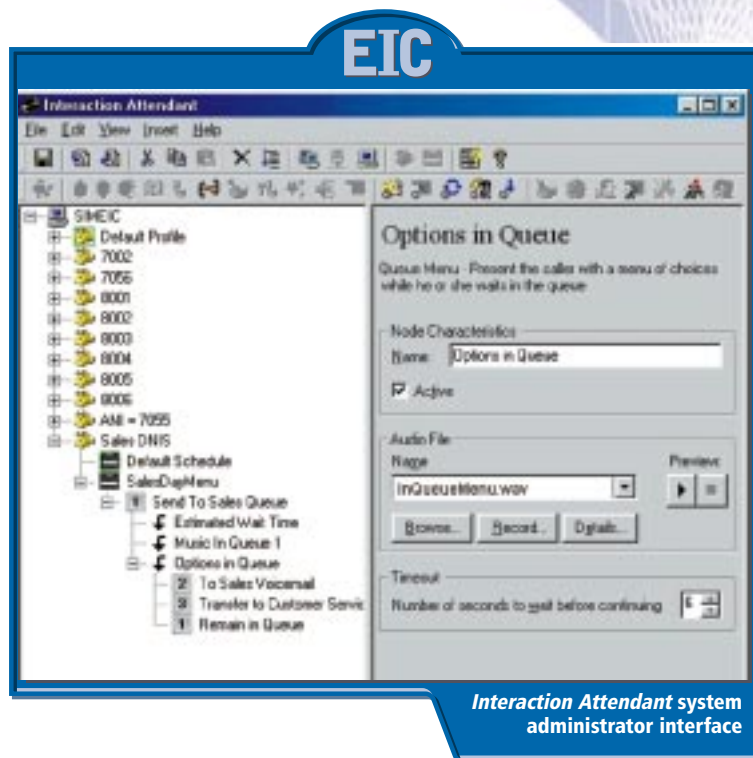 EIC
Interaction Attendant
File Edit View Insert Help
SIMEIC
Default Profile
7002
7056
8001
8002
8003
8004
8005
8006
ANI = 7055
Sales DNIS
Default Schedule
SalesDayMenu
1 Send To Sales Queue
Estimated Wait Time
Music In Queue 1
Options in Queue
2 To Sales Voicemail
3 Transfer to Customer Servic
1 Remain in Queue
Options in Queue
Queue Menu - Present the caller with a menu of choices
while he or she waits in the queue
Node Characteristics
Name Options in Queue
Active
Audio File
Name Preview:
InQueueMenu.wav
Browse... Record... Details...
Timeout
Number of seconds to wait before continuing
Interaction Attendant system
administrator interface